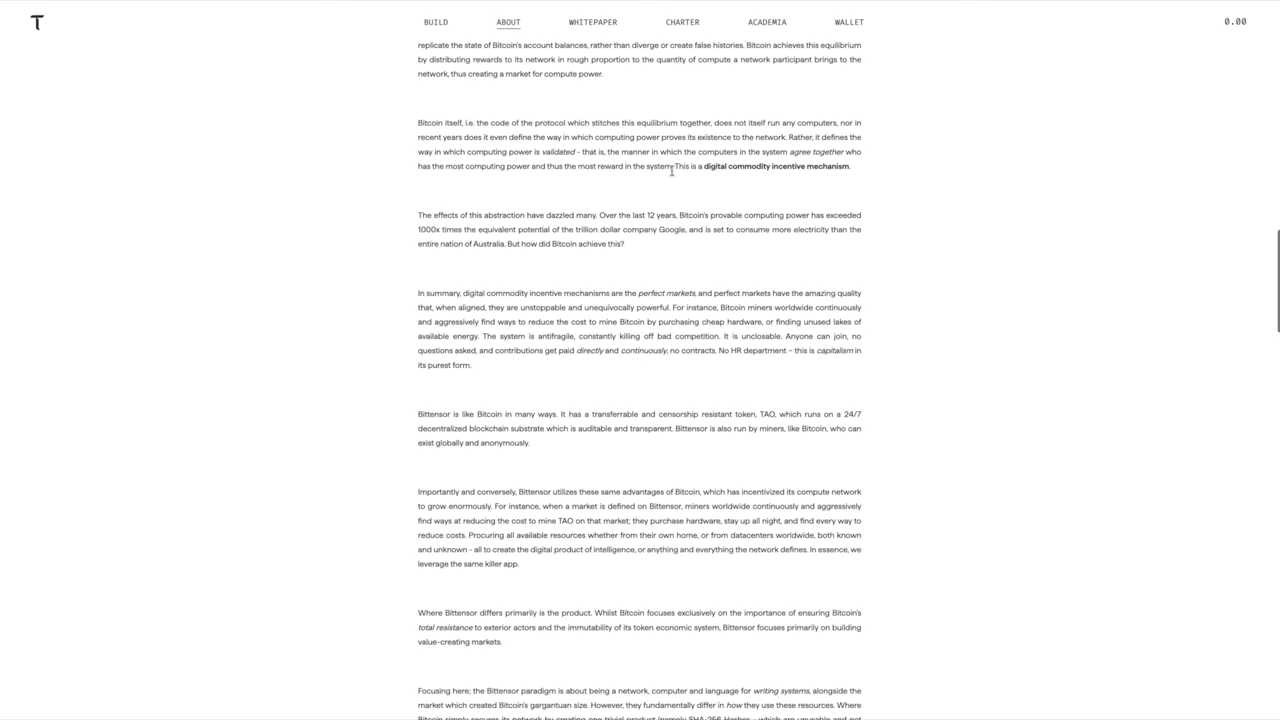 BUILD ABOUT WHITEPAPER CHARTER ACADEMIA WALLET 0.00
replicate the state of Bitcoin's account balances, rather than diverge or create false histories. Bitcoin achieves this equilibrium
by distributing rewards to its network in rough proportion to the quantity of compute a network participant brings to the
network, thus creating a market for compute power.
Bitcoin itself, i.e. the code of the protocol which stitches this equilibrium together, does not itself run any computers, nor in
recent years does it even define the way in which computing power proves its existence to the network. Rather, it defines the
way in which computing power is validated - that is, the manner in which the computers in the system agree together who
has the most computing power and thus the most reward in the system. This is a digital commodity incentive mechanism.
The effects of this abstraction have dazzled many. Over the last 12 years, Bitcoin's provable computing power has exceeded
1000x times the equivalent potential of the trillion dollar company Google, and is set to consume more electricity than the
entire nation of Australia. But how did Bitcoin achieve this?
In summary, digital commodity incentive mechanisms are the perfect markets, and perfect markets have the amazing quality
that, when aligned, they are unstoppable and unequivocally powerful. For instance, Bitcoin miners worldwide continuously
and aggressively find ways to reduce the cost to mine Bitcoin by purchasing cheap hardware, or finding unused lakes of
available energy. The system is antifragile, constantly killing off bad competition. It is unclosable. Anyone can join, no
questions asked, and contributions get paid directly and continuously, no contracts. No HR department – this is capitalism in
its purest form.
Bittensor is like Bitcoin in many ways. It has a transferrable and censorship resistant token, TAO, which runs on a 24/7
decentralized blockchain substrate which is auditable and transparent. Bittensor is also run by miners, like Bitcoin, who can
exist globally and anonymously.
Importantly and conversely, Bittensor utilizes these same advantages of Bitcoin, which has incentivized its compute network
to grow enormously. For instance, when a market is defined on Bittensor, miners worldwide continuously and aggressively
find ways at reducing the cost to mine TAO on that market; they purchase hardware, stay up all night, and find every way to
reduce costs. Procuring all available resources whether from their own home, or from datacenters worldwide, both known
and unknown - all to create the digital product of intelligence, or anything and everything the network defines. In essence, we
leverage the same killer app.
Where Bittensor differs primarily is the product. Whilst Bitcoin focuses exclusively on the importance of ensuring Bitcoin's
total resistance to exterior actors and the immutability of its token economic system, Bittensor focuses primarily on building
value-creating markets.
Focusing here; the Bittensor paradigm is about being a network, computer and language for writing systems, alongside the
market which created Bitcoin's gargantuan size. However, they fundamentally differ in how they use these resources. Where
Bitcoin simply secures its network by creating one trivial product (namely SHA-256 Hashes - which are unusable and not